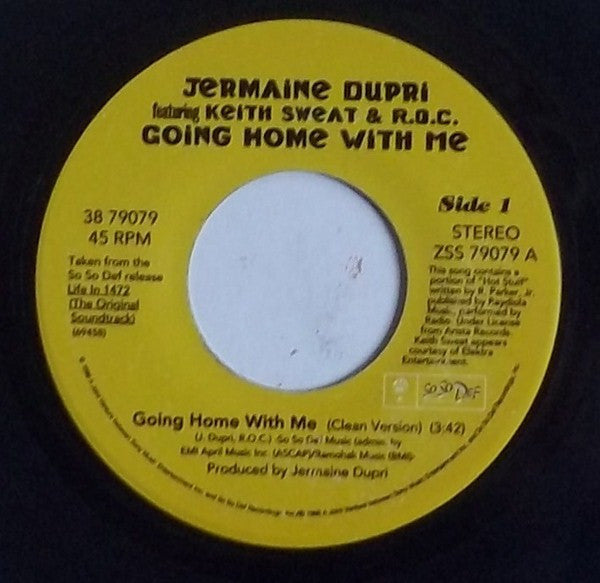 JERMAINE DUPRI
featuring KEITH SWEAT & R.O.C.
GOING HOME WITH ME
38 79079
45 RPM
Taken from the
So So Def release
Life In 1472
(The Original
Soundtrack)
(69458)
Side 1
STEREO
ZSS 79079 A
This song contains a
portion of "Hot Stuff"
written by R. Parker, Jr.
published by Raydiola
Music, performed by
Radio. Under License
from Arista Records.
Keith Sweat appears
courtesy of Elektra
Entertainment.
SO SO DEF
Going Home With Me (Clean Version) (3:42)
(J. Dupri, R.O.C.) So So Def Music (admin. by
EMI April Music Inc. (ASCAP)/Ramohak Music (BMI)
Produced by Jermaine Dupri